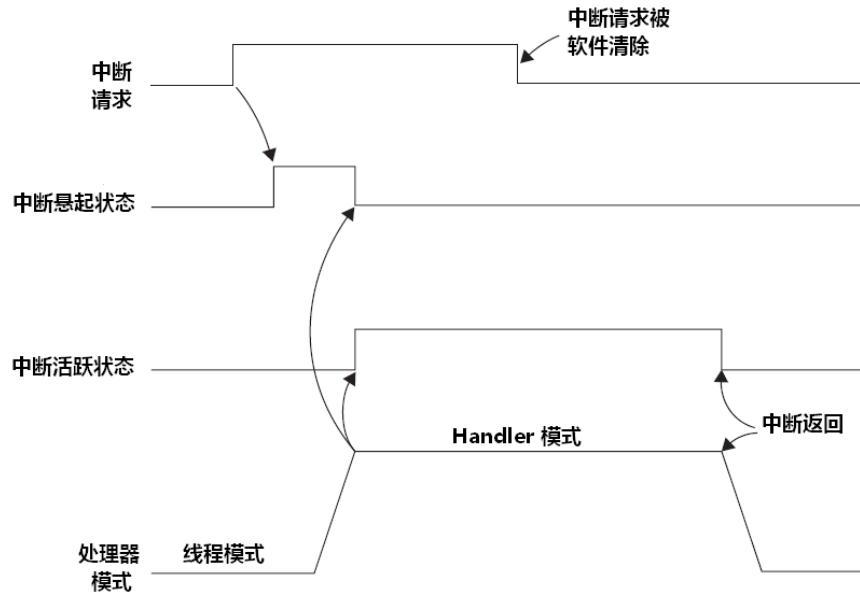 中断请求被
软件清除
中断
请求
中断悬起状态
中断活跃状态
Handler 模式
中断返回
处理器
模式
线程模式